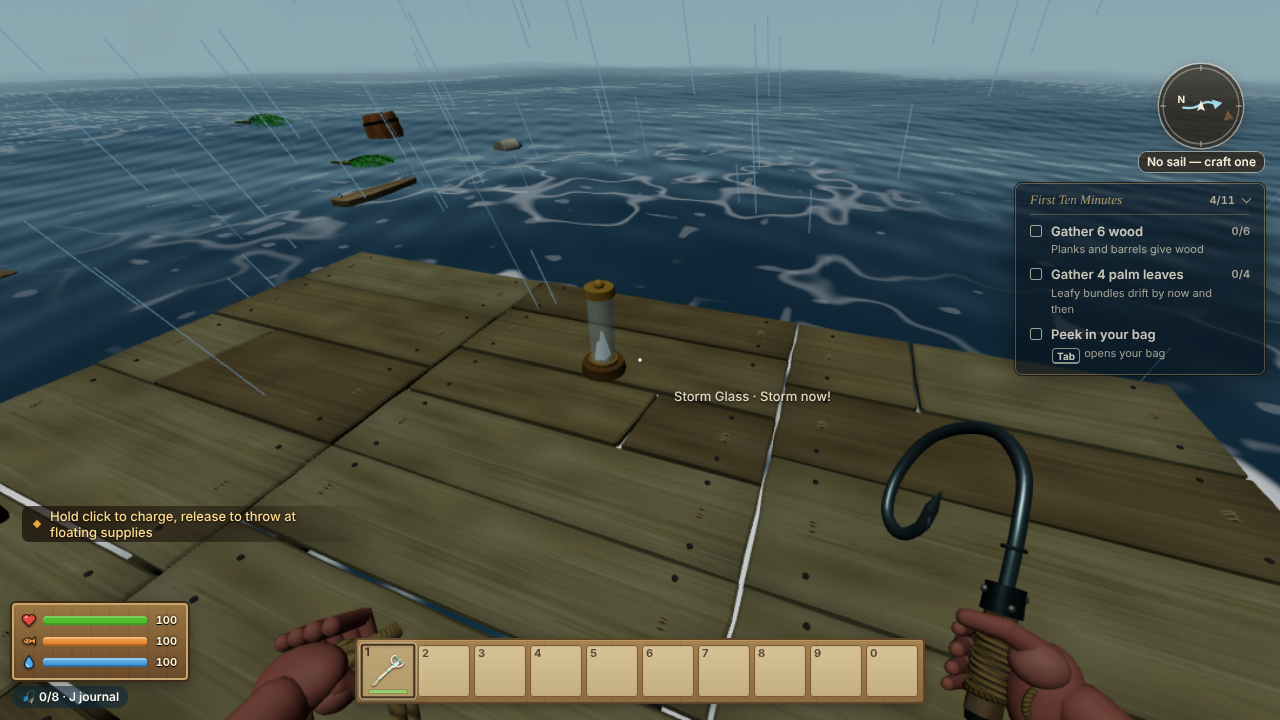 N
No sail — craft one
First Ten Minutes 4/11
Gather 6 wood 0/6
Planks and barrels give wood
Gather 4 palm leaves 0/4
Leafy bundles drift by now and
then
Peek in your bag
Tab opens your bag
Storm Glass · Storm now!
Hold click to charge, release to throw at
floating supplies
100
100
100
0/8 · J journal
1 2 3 4 5 6 7 8 9 0